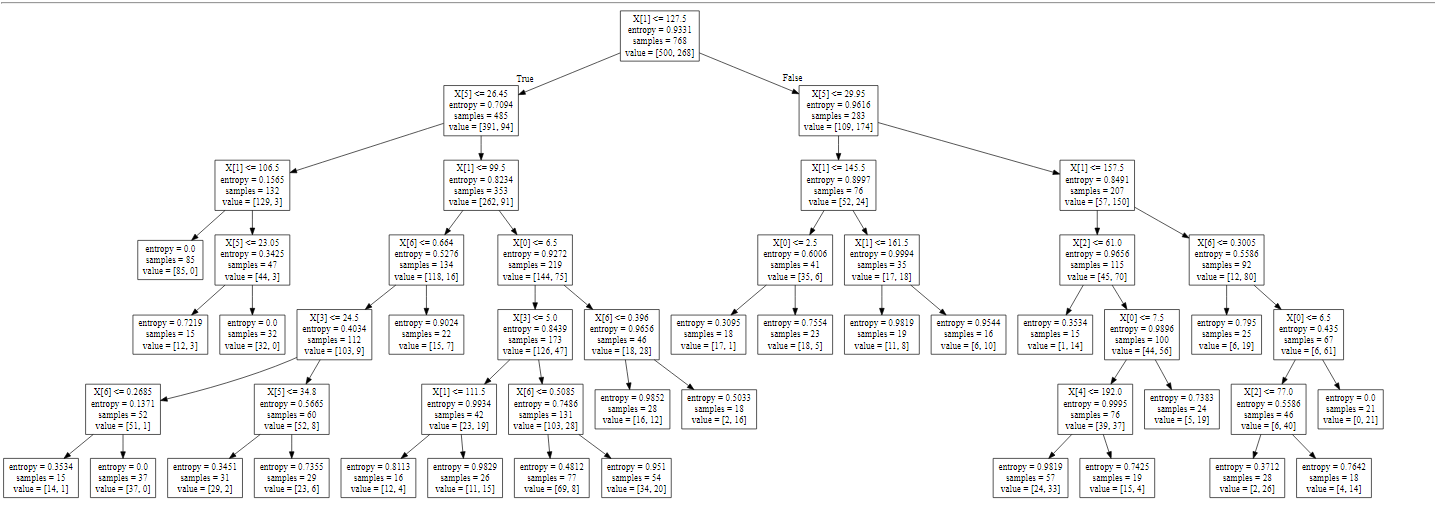 X[1] <= 127.5
entropy = 0.9331
samples = 768
value = [500, 268]
True
False
X[5] <= 26.45
entropy = 0.7094
samples = 485
value = [391, 94]
X[5] <= 29.95
entropy = 0.9616
samples = 283
value = [109, 174]
X[1] <= 106.5
entropy = 0.1565
samples = 132
value = [129, 3]
X[1] <= 99.5
entropy = 0.8234
samples = 353
value = [262, 91]
X[1] <= 145.5
entropy = 0.8997
samples = 76
value = [52, 24]
X[1] <= 157.5
entropy = 0.8491
samples = 207
value = [57, 150]
entropy = 0.0
samples = 85
value = [85, 0]
X[5] <= 23.05
entropy = 0.3425
samples = 47
value = [44, 3]
X[6] <= 0.664
entropy = 0.5276
samples = 134
value = [118, 16]
X[0] <= 6.5
entropy = 0.9272
samples = 219
value = [144, 75]
X[0] <= 2.5
entropy = 0.6006
samples = 41
value = [35, 6]
X[1] <= 161.5
entropy = 0.9994
samples = 35
value = [17, 18]
X[2] <= 61.0
entropy = 0.9656
samples = 115
value = [45, 70]
X[6] <= 0.3005
entropy = 0.5586
samples = 92
value = [12, 80]
entropy = 0.7219
samples = 15
value = [12, 3]
entropy = 0.0
samples = 32
value = [32, 0]
X[3] <= 24.5
entropy = 0.4034
samples = 112
value = [103, 9]
entropy = 0.9024
samples = 22
value = [15, 7]
X[3] <= 5.0
entropy = 0.8439
samples = 173
value = [126, 47]
X[6] <= 0.396
entropy = 0.9656
samples = 46
value = [18, 28]
entropy = 0.3095
samples = 18
value = [17, 1]
entropy = 0.7554
samples = 23
value = [18, 5]
entropy = 0.9819
samples = 19
value = [11, 8]
entropy = 0.9544
samples = 16
value = [6, 10]
entropy = 0.3534
samples = 15
value = [1, 14]
X[0] <= 7.5
entropy = 0.9896
samples = 100
value = [44, 56]
entropy = 0.795
samples = 25
value = [6, 19]
X[0] <= 6.5
entropy = 0.435
samples = 67
value = [6, 61]
X[6] <= 0.2685
entropy = 0.1371
samples = 52
value = [51, 1]
X[5] <= 34.8
entropy = 0.5665
samples = 60
value = [52, 8]
X[1] <= 111.5
entropy = 0.9934
samples = 42
value = [23, 19]
X[6] <= 0.5085
entropy = 0.7486
samples = 131
value = [103, 28]
entropy = 0.9852
samples = 28
value = [16, 12]
entropy = 0.5033
samples = 18
value = [2, 16]
X[4] <= 192.0
entropy = 0.9995
samples = 76
value = [39, 37]
entropy = 0.7383
samples = 24
value = [5, 19]
X[2] <= 77.0
entropy = 0.5586
samples = 46
value = [6, 40]
entropy = 0.0
samples = 21
value = [0, 21]
entropy = 0.3534
samples = 15
value = [14, 1]
entropy = 0.0
samples = 37
value = [37, 0]
entropy = 0.3451
samples = 31
value = [29, 2]
entropy = 0.7355
samples = 29
value = [23, 6]
entropy = 0.8113
samples = 16
value = [12, 4]
entropy = 0.9829
samples = 26
value = [11, 15]
entropy = 0.4812
samples = 77
value = [69, 8]
entropy = 0.951
samples = 54
value = [34, 20]
entropy = 0.9819
samples = 57
value = [24, 33]
entropy = 0.7425
samples = 19
value = [15, 4]
entropy = 0.3712
samples = 28
value = [2, 26]
entropy = 0.7642
samples = 18
value = [4, 14]